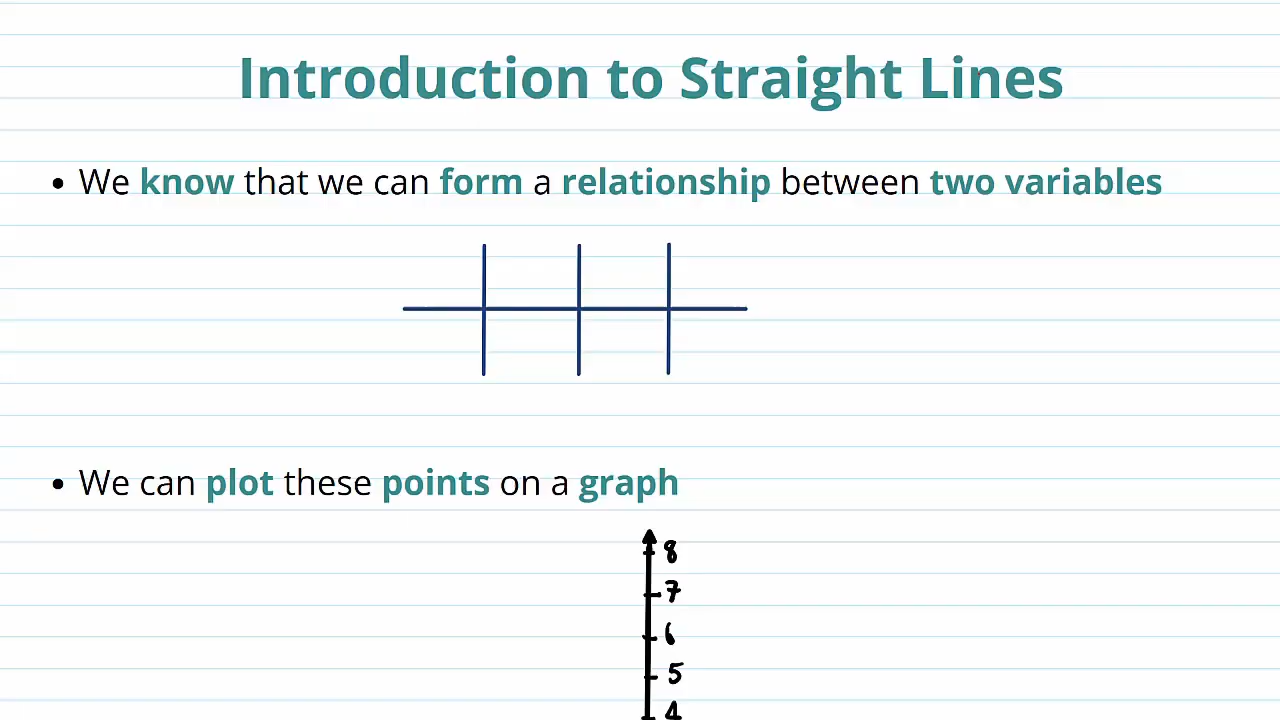 Introduction to Straight Lines
• We know that we can form a relationship between two variables
• We can plot these points on a graph
8
7
6
5
4